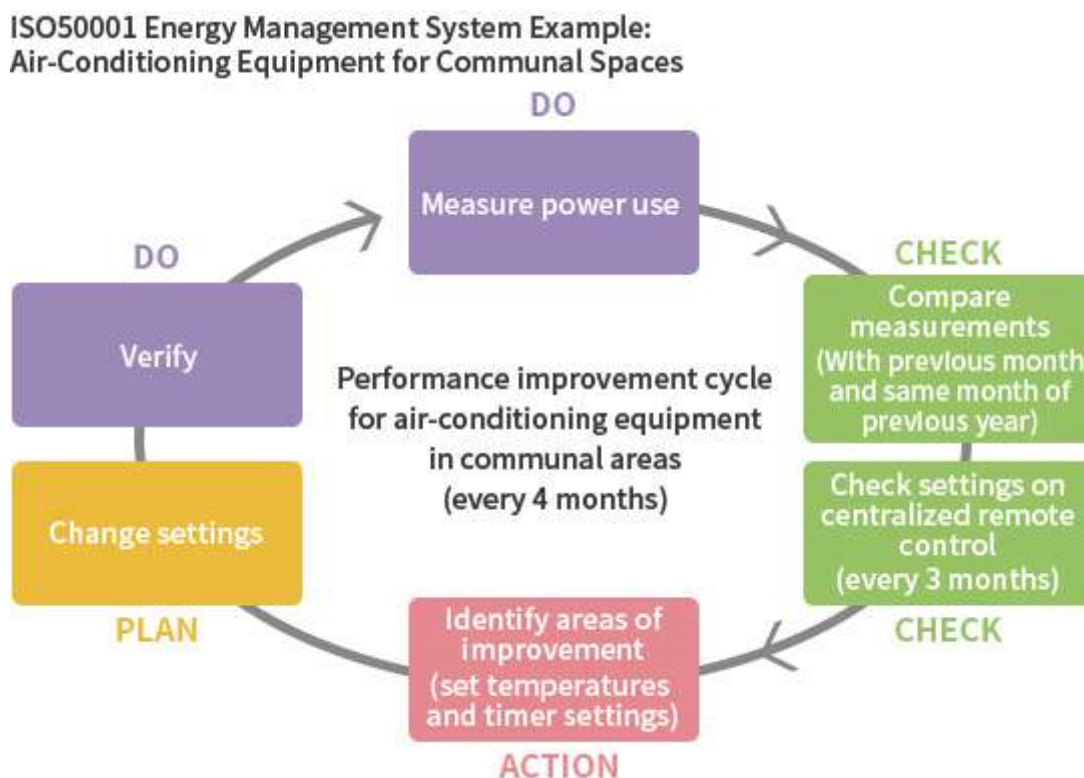 ISO50001 Energy Management System Example:
Air-Conditioning Equipment for Communal Spaces
DO
Measure power use
CHECK
Compare
measurements
(With previous month
and same month of
previous year)
Check settings on
centralized remote
control
(every 3 months)
CHECK
Identify areas of
improvement
(set temperatures
and timer settings)
ACTION
Change settings
PLAN
DO
Verify
Performance improvement cycle
for air-conditioning equipment
in communal areas
(every 4 months)